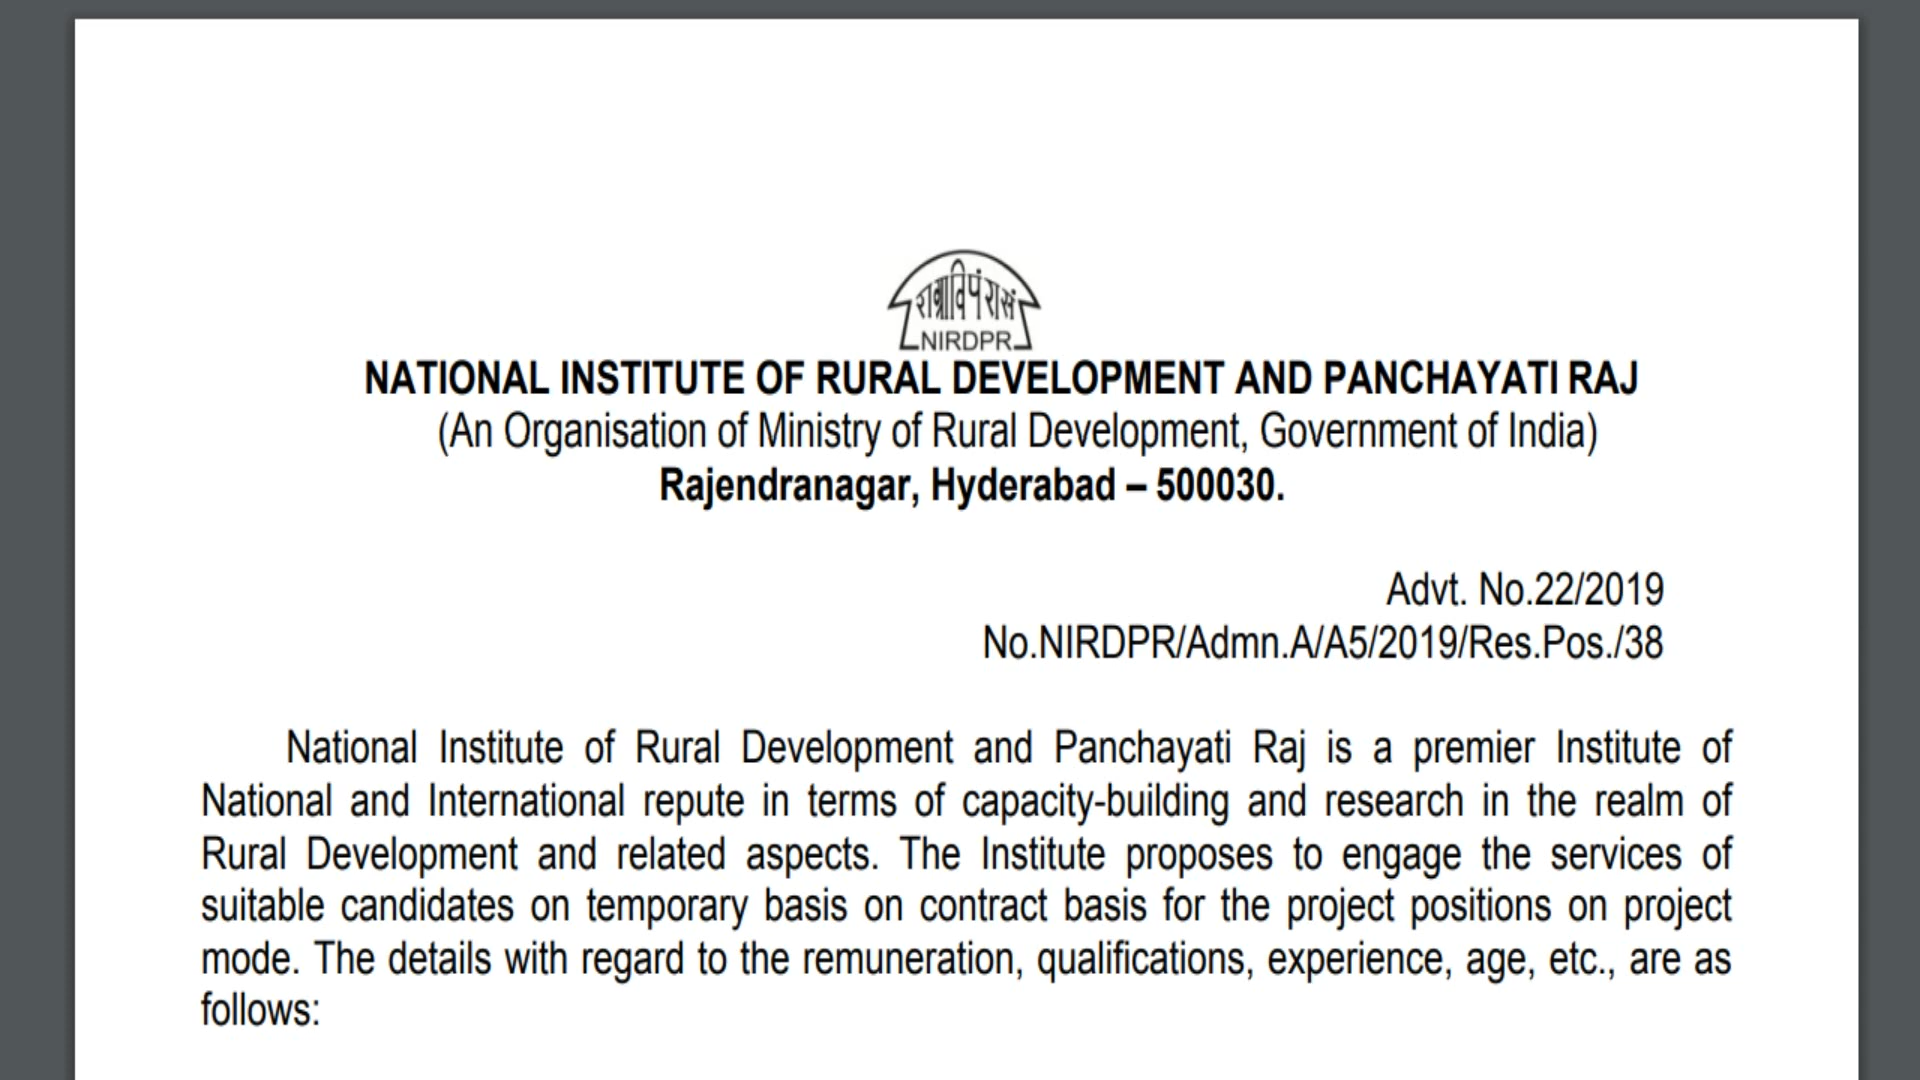 राग्राविपंरासं
NIRDPR
NATIONAL INSTITUTE OF RURAL DEVELOPMENT AND PANCHAYATI RAJ
(An Organisation of Ministry of Rural Development, Government of India)
Rajendranagar, Hyderabad – 500030.
Advt. No.22/2019
No.NIRDPR/Admn.A/A5/2019/Res.Pos./38
National Institute of Rural Development and Panchayati Raj is a premier Institute of
National and International repute in terms of capacity-building and research in the realm of
Rural Development and related aspects. The Institute proposes to engage the services of
suitable candidates on temporary basis on contract basis for the project positions on project
mode. The details with regard to the remuneration, qualifications, experience, age, etc., are as
follows: